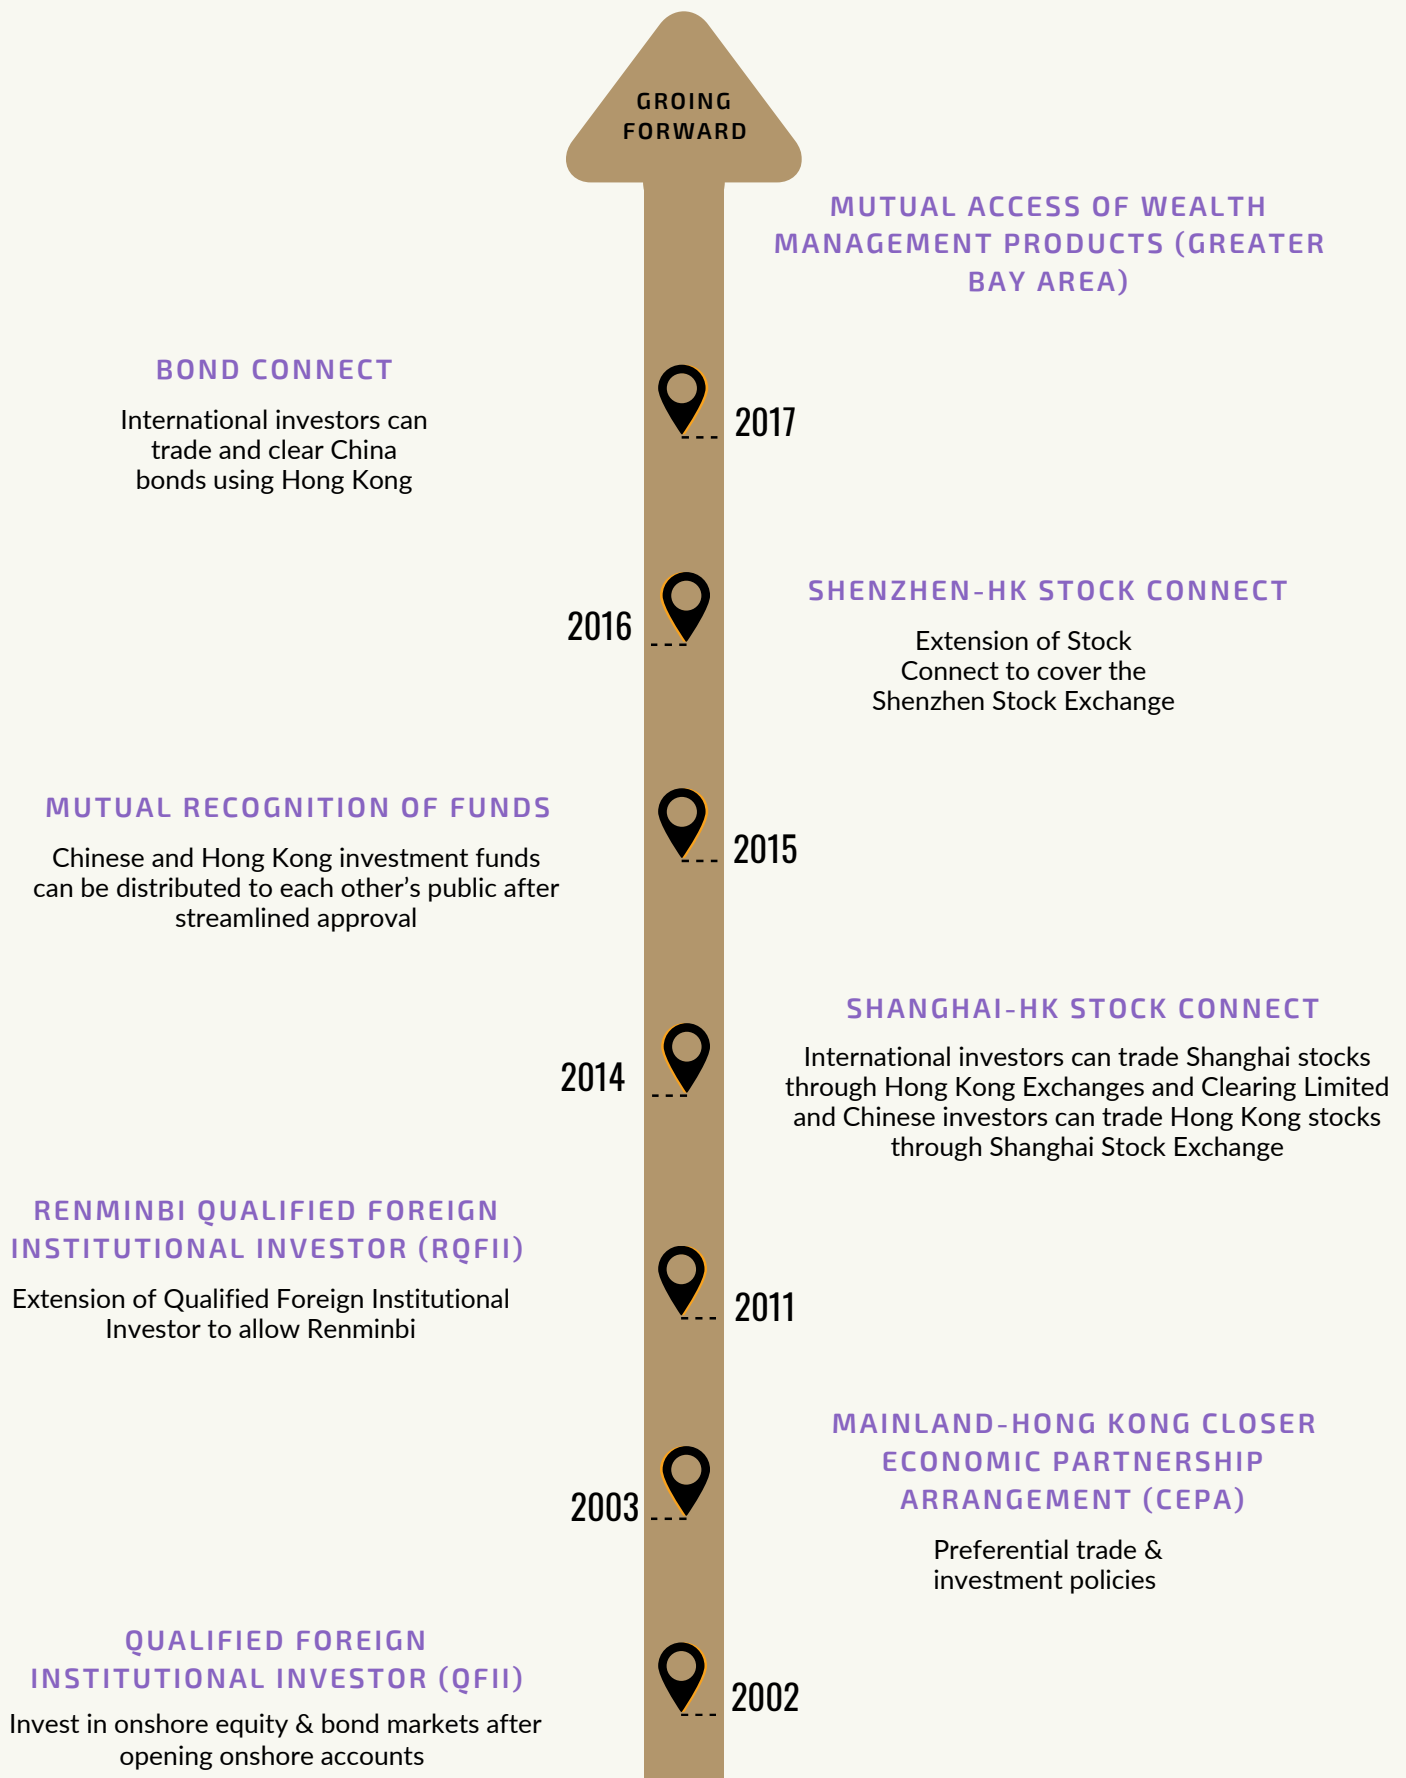 GROING
FORWARD
MUTUAL ACCESS OF WEALTH
MANAGEMENT PRODUCTS (GREATER
BAY AREA)
BOND CONNECT
International investors can
trade and clear China
bonds using Hong Kong
2017
SHENZHEN-HK STOCK CONNECT
Extension of Stock
Connect to cover the
Shenzhen Stock Exchange
2016
MUTUAL RECOGNITION OF FUNDS
Chinese and Hong Kong investment funds
can be distributed to each other’s public after
streamlined approval
2015
SHANGHAI-HK STOCK CONNECT
International investors can trade Shanghai stocks
through Hong Kong Exchanges and Clearing Limited
and Chinese investors can trade Hong Kong stocks
through Shanghai Stock Exchange
2014
RENMINBI QUALIFIED FOREIGN
INSTITUTIONAL INVESTOR (RQFII)
Extension of Qualified Foreign Institutional
Investor to allow Renminbi
2011
MAINLAND-HONG KONG CLOSER
ECONOMIC PARTNERSHIP
ARRANGEMENT (CEPA)
Preferential trade &
investment policies
2003
QUALIFIED FOREIGN
INSTITUTIONAL INVESTOR (QFII)
Invest in onshore equity & bond markets after
opening onshore accounts
2002